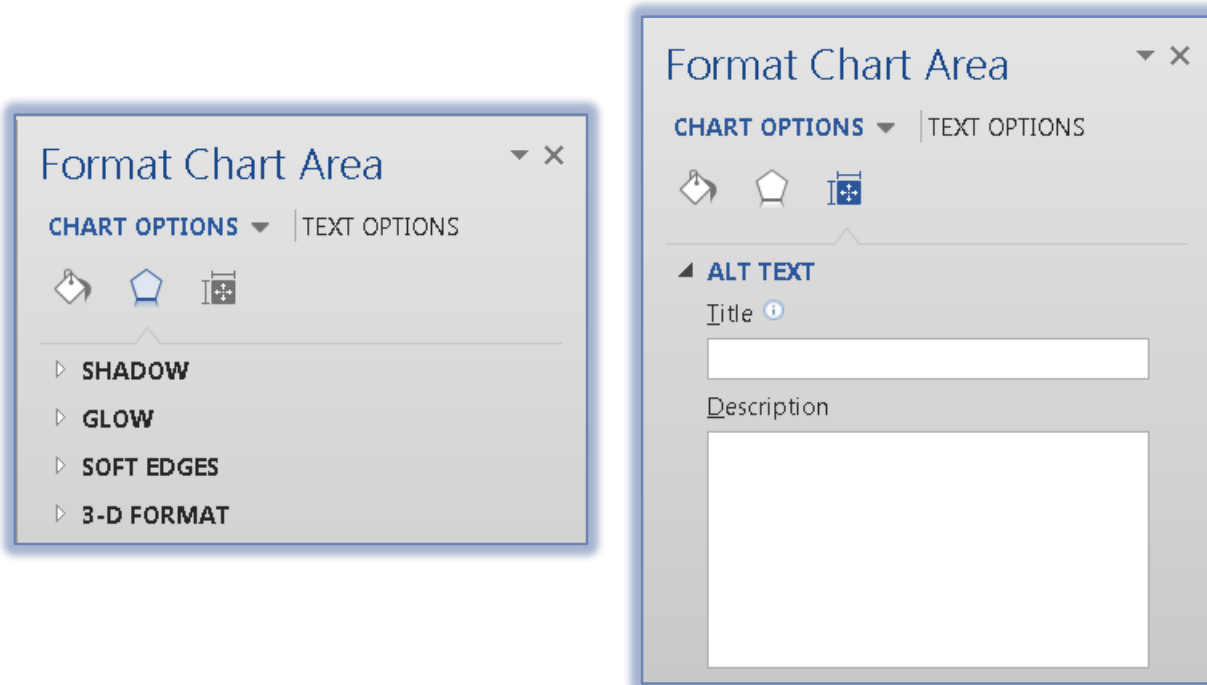 Format Chart Area
CHART OPTIONS
TEXT OPTIONS
SHADOW
GLOW
SOFT EDGES
3-D FORMAT
Format Chart Area
CHART OPTIONS
TEXT OPTIONS
ALT TEXT
Title
Description